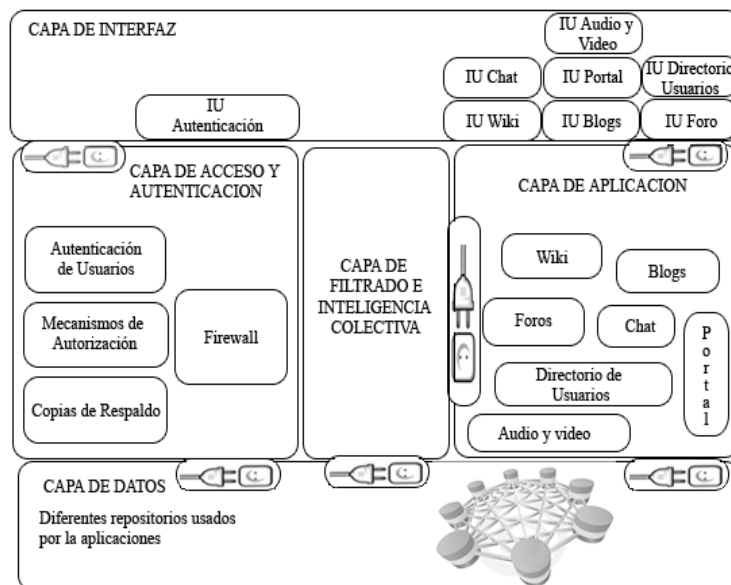 CAPA DE INTERFAZ
IU Audio y
Video
IU Chat
IU Portal
IU Directorio
Usuarios
IU
Autenticación
IU Wiki
IU Blogs
IU Foro
CAPA DE ACCESO Y
AUTENTICACION
Autenticación
de Usuarios
Mecanismos de
Autorización
Firewall
Copias de Respaldo
CAPA DE
FILTRADO E
INTELIGENCIA
COLECTIVA
CAPA DE APLICACION
Wiki
Blogs
Foros
Chat
Portal
Directorio de
Usuarios
Audio y video
CAPA DE DATOS
Diferentes repositorios usados
por la aplicaciones